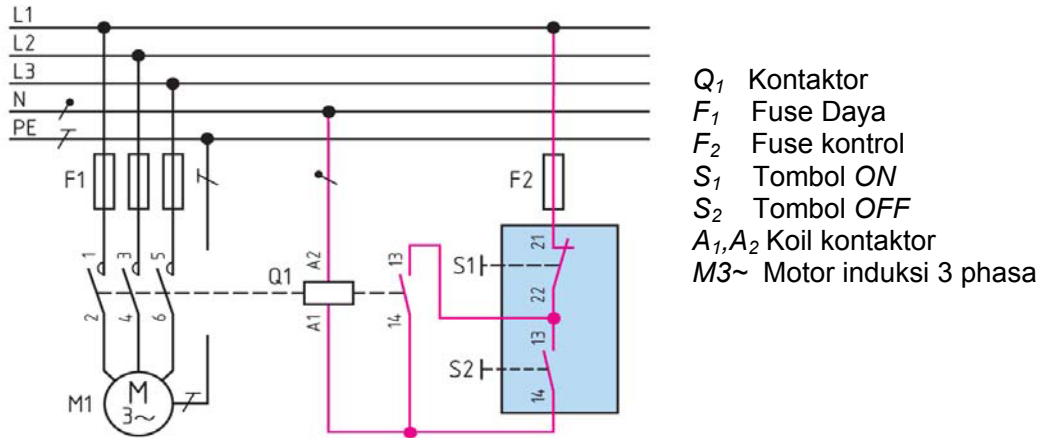 L1
L2
L3
N
PE
F1
F2
1
3
5
2
4
6
Q1
A2
A1
13
14
S1
21
22
S2
13
14
M1
M
3~
Q1 Kontaktor
F1 Fuse Daya
F2 Fuse kontrol
S1 Tombol ON
S2 Tombol OFF
A1,A2 Koil kontaktor
M3~ Motor induksi 3 phasa